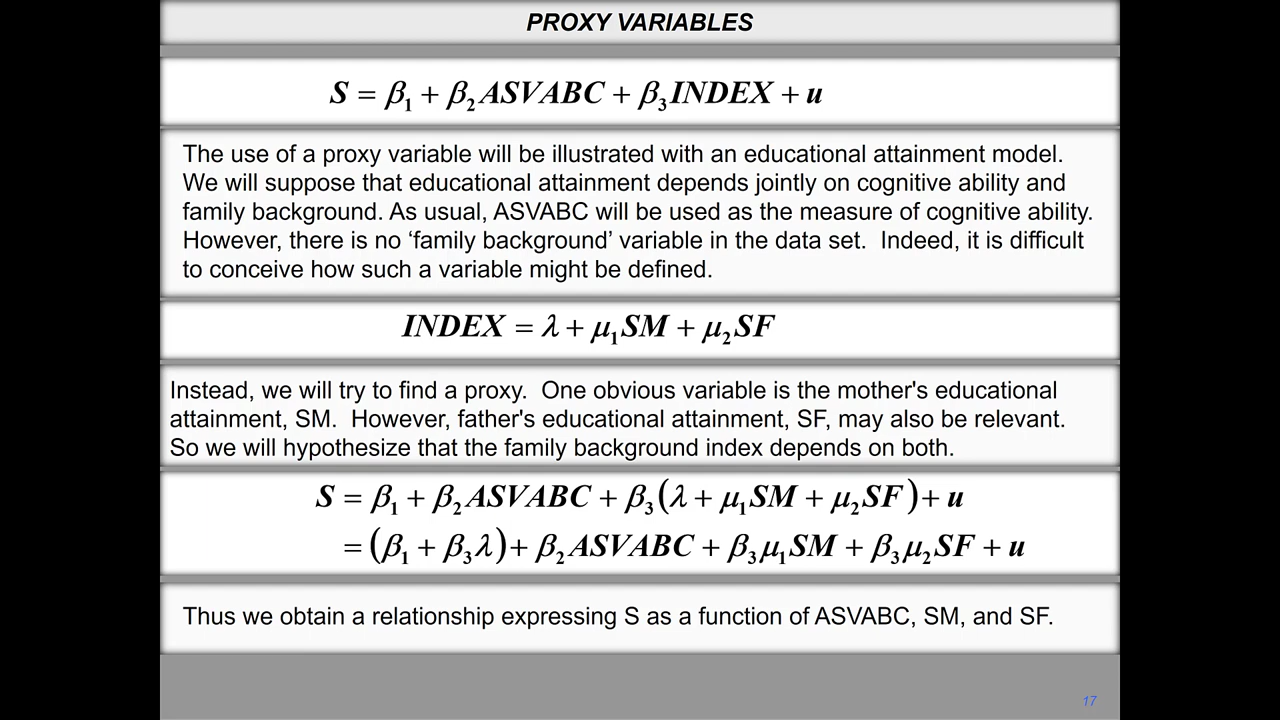 PROXY VARIABLES
S = β₁ + β₂ASVABC + β₃INDEX + u
The use of a proxy variable will be illustrated with an educational attainment model.
We will suppose that educational attainment depends jointly on cognitive ability and
family background. As usual, ASVABC will be used as the measure of cognitive ability.
However, there is no ‘family background’ variable in the data set.  Indeed, it is difficult
to conceive how such a variable might be defined.
INDEX = λ + μ₁SM + μ₂SF
Instead, we will try to find a proxy.  One obvious variable is the mother's educational
attainment, SM.  However, father's educational attainment, SF, may also be relevant.
So we will hypothesize that the family background index depends on both.
S = β₁ + β₂ASVABC + β₃(λ + μ₁SM + μ₂SF) + u
= (β₁ + β₃λ) + β₂ASVABC + β₃μ₁SM + β₃μ₂SF + u
Thus we obtain a relationship expressing S as a function of ASVABC, SM, and SF.
17